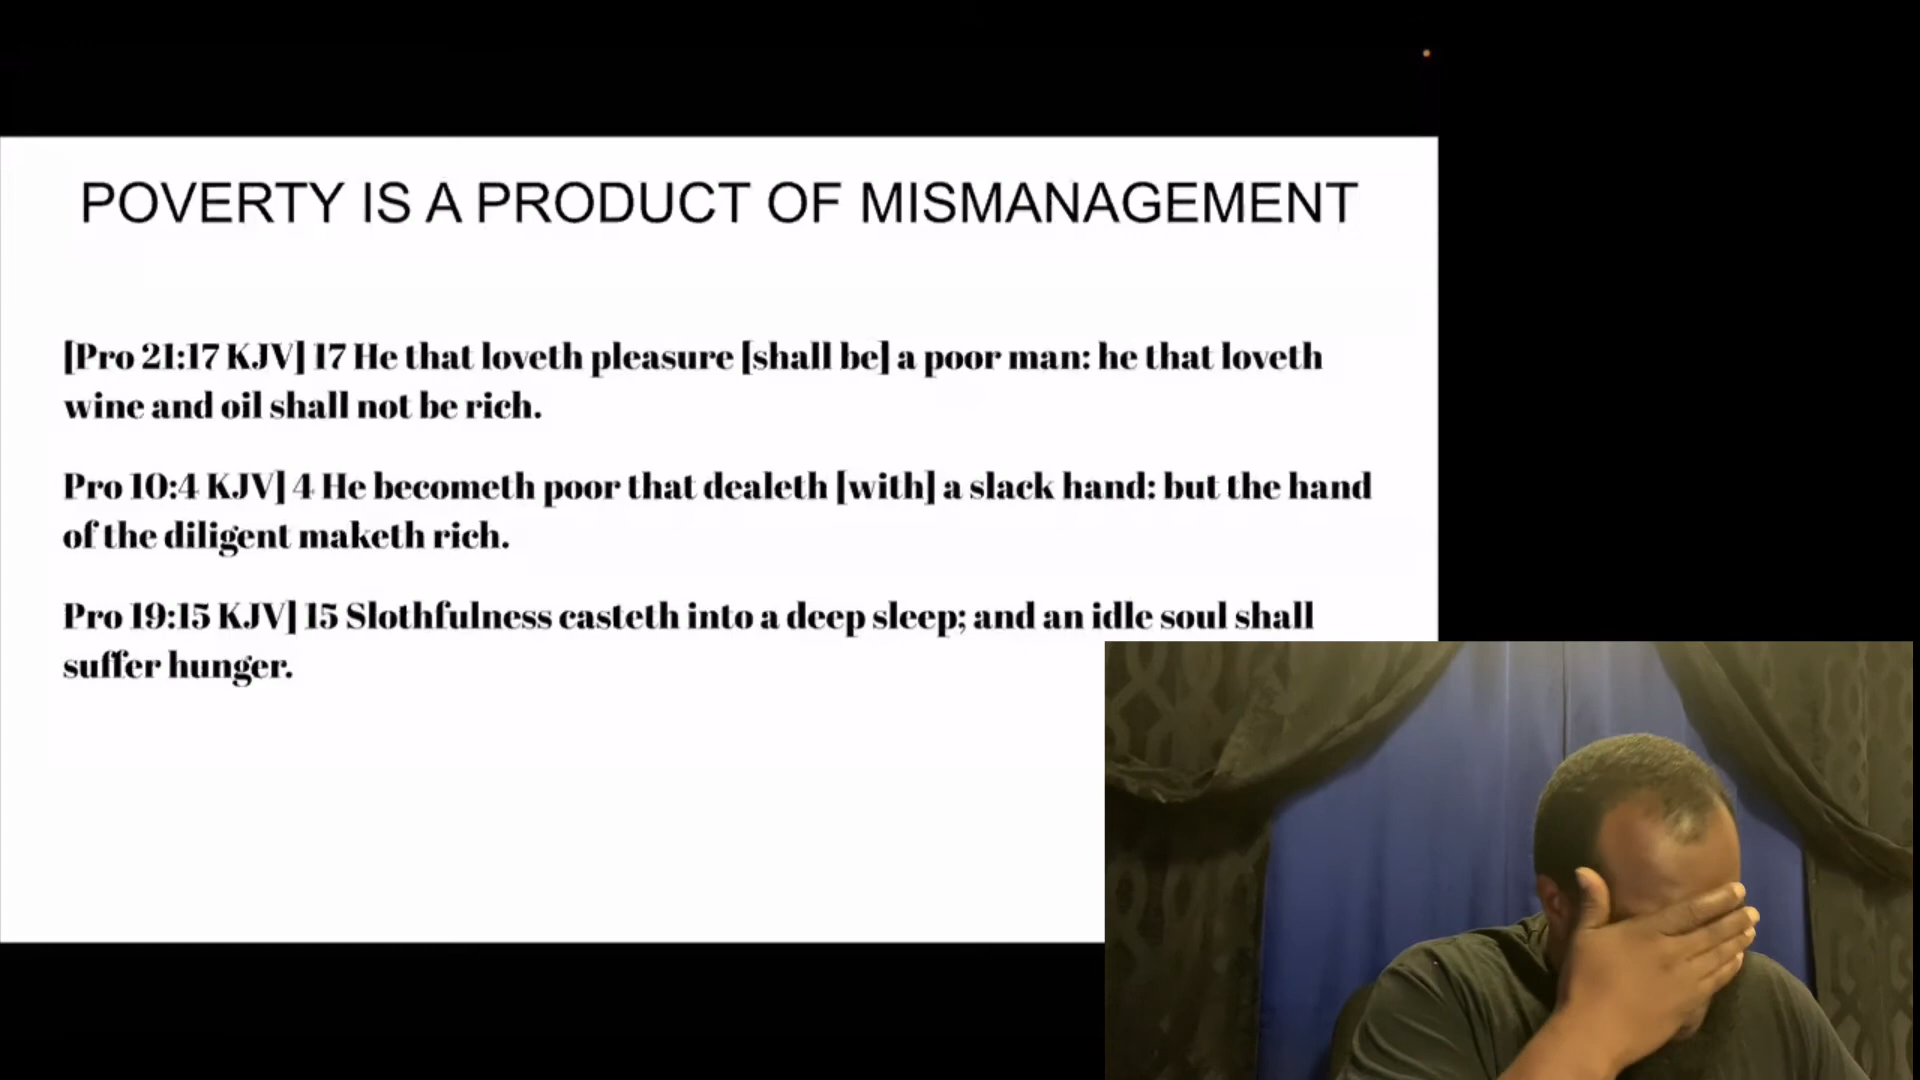 POVERTY IS A PRODUCT OF MISMANAGEMENT
[Pro 21:17 KJV] 17 He that loveth pleasure [shall be] a poor man: he that loveth
wine and oil shall not be rich.
Pro 10:4 KJV] 4 He becometh poor that dealeth [with] a slack hand: but the hand
of the diligent maketh rich.
Pro 19:15 KJV] 15 Slothfulness casteth into a deep sleep; and an idle soul shall
suffer hunger.